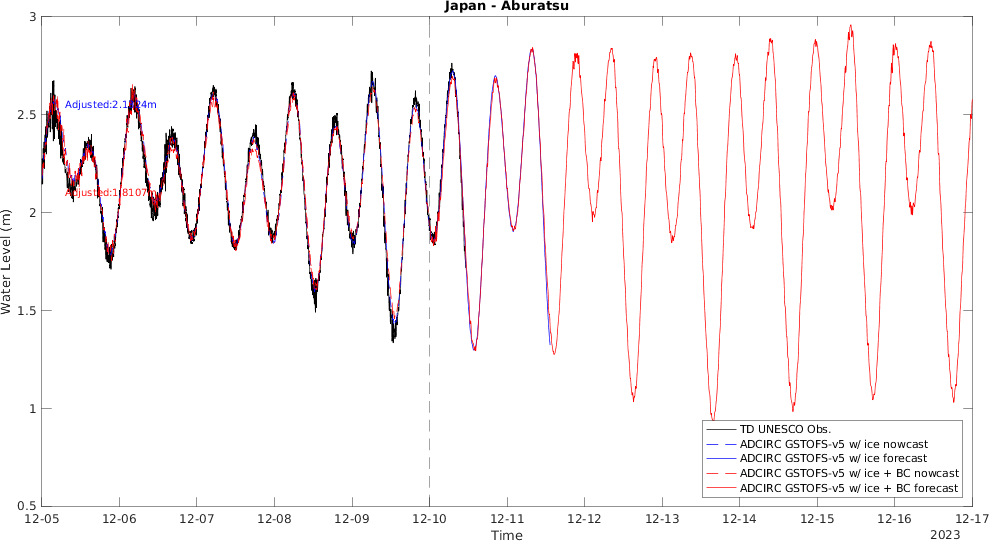 Japan - Aburatsu
3
2.5
2
1.5
1
0.5
Water Level (m)
Adjusted:
Adjusted:1.8107m
12-05 12-06 12-07 12-08 12-09 12-10 12-11 12-12 12-13 12-14 12-15 12-16 12-17
Time
2023
TD UNESCO Obs.
ADCIRC GSTOFS-v5 w/ ice nowcast
ADCIRC GSTOFS-v5 w/ ice forecast
ADCIRC GSTOFS-v5 w/ ice + BC nowcast
ADCIRC GSTOFS-v5 w/ ice + BC forecast